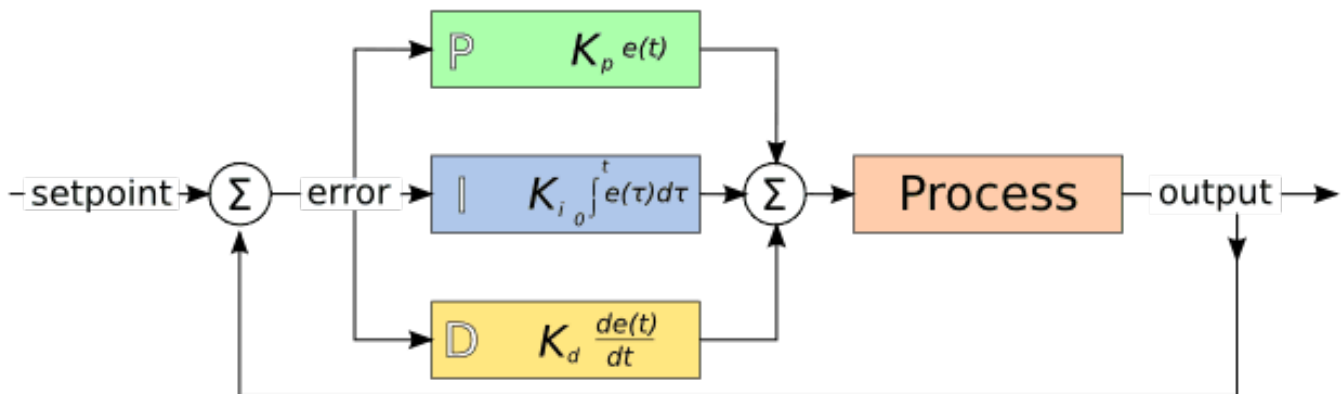 P K_p e(t)
setpoint Σ error I K_i ∫_0^t e(τ)dτ Σ Process output
D K_d de(t)/dt